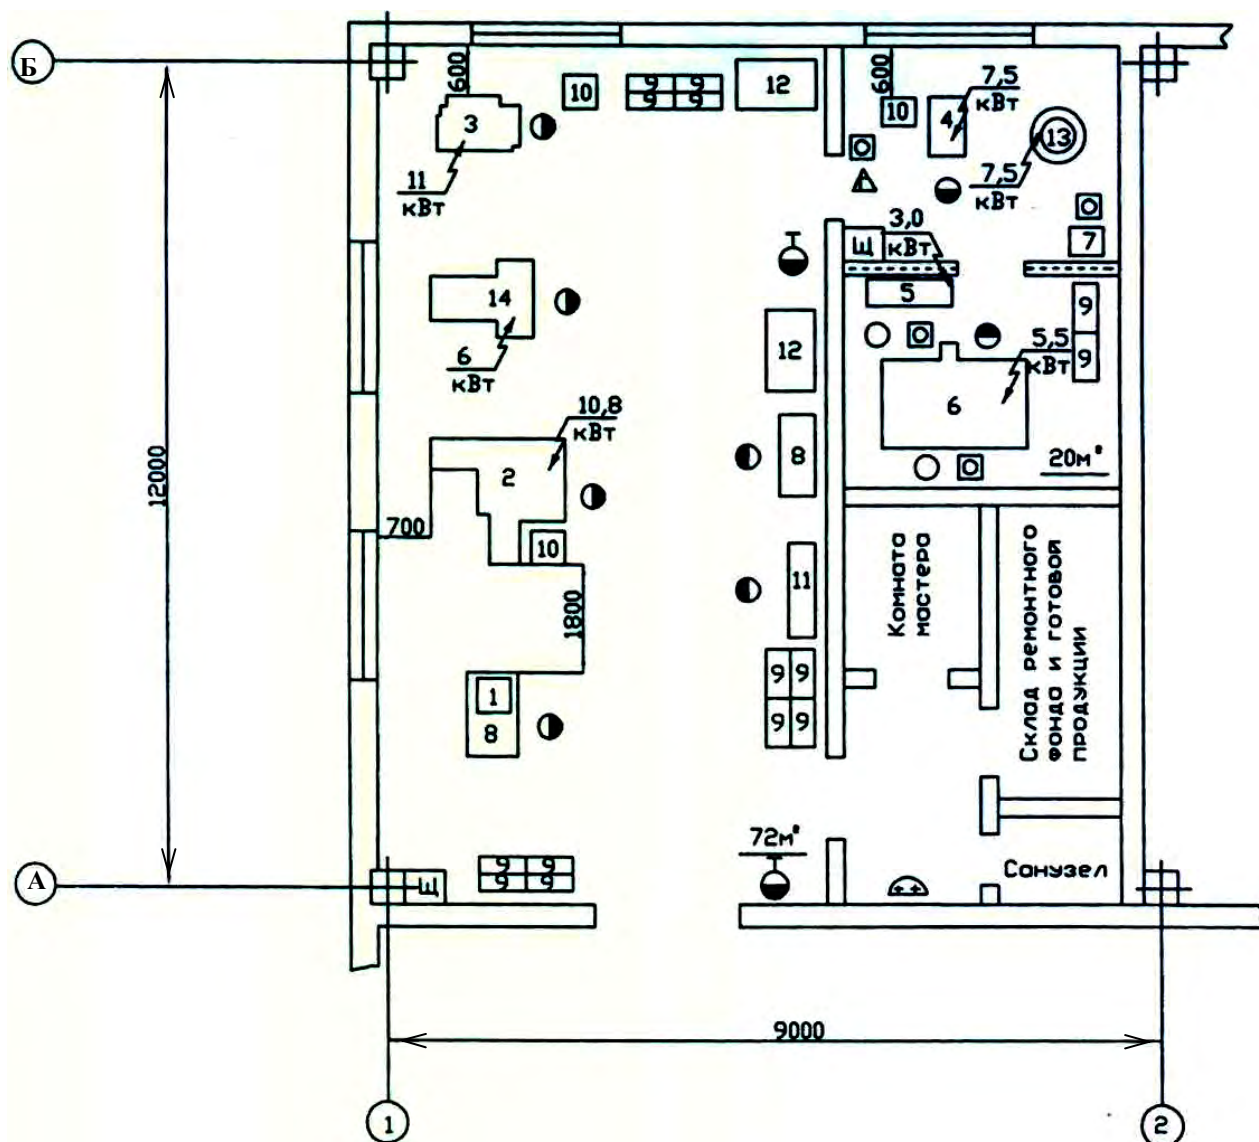 Б
600
10
9 9
9 9
12
600
10
4
7,5
кВт
13
3
11
кВт
7,5
кВт
3,0
кВт
Щ
7
14
5
9
9
6
кВт
12
5,5
кВт
6
10,8
кВт
2
8
20м²
12000
700
10
11
1800
Комната
мастера
Склад ремонтного
фонда и готовой
продукции
1
8
9 9
9 9
72м²
9 9
9 9
А
Щ
Санузел
9000
1
2